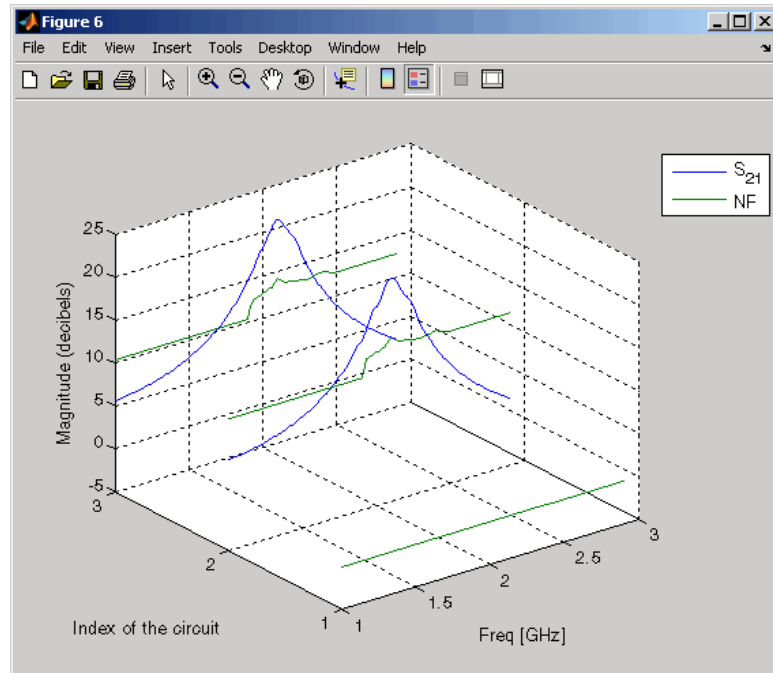 Figure 6
File Edit View Insert Tools Desktop Window Help
S21
NF
25
20
15
10
5
0
-5
Magnitude (decibels)
3
2
1
Index of the circuit
1
1.5
2
2.5
3
Freq [GHz]